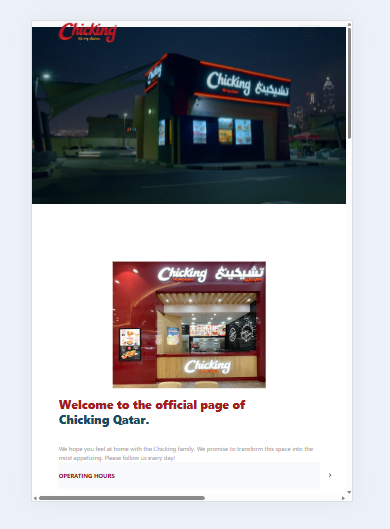 Chicking
It's my choice
Chicking تشيكينغ
Chicking تشيكينغ
Chicking
Welcome to the official page of
Chicking Qatar.
We hope you feel at home with the Chicking family. We promise to transform this space into the
most appetizing. Please follow us every day!
OPERATING HOURS